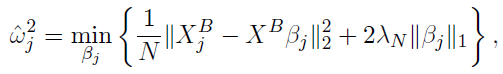 $$\hat{\omega}_j^2 = \min_{\beta_j} \left\{ \frac{1}{N} \| X_j^B - X^B \beta_j \|_2^2 + 2\lambda_N \| \beta_j \|_1 \right\},$$